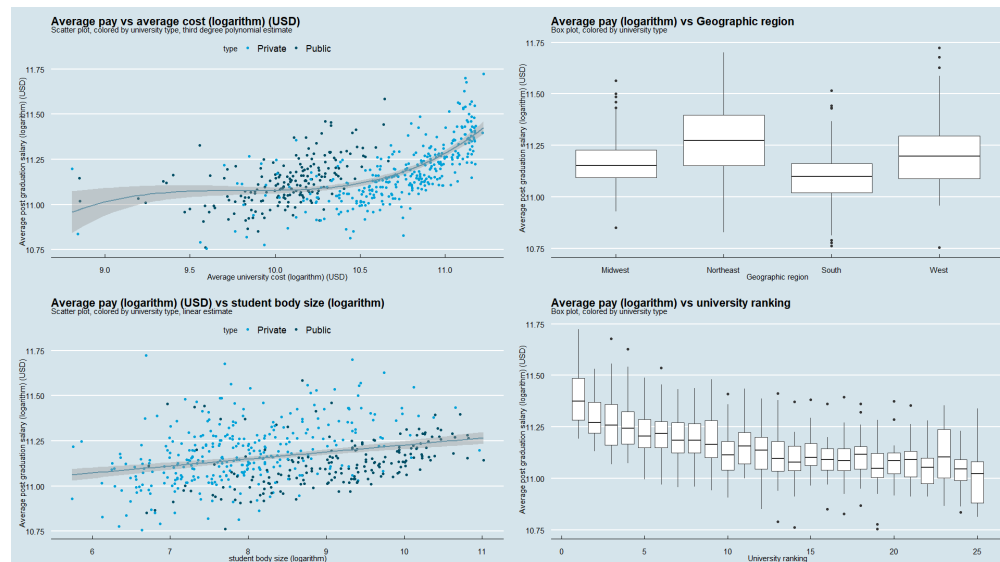 Average pay vs average cost (logarithm) (USD)
Scatter plot, colored by university type, third degree polynomial estimate
type Private Public
Average post graduation salary (logarithm) (USD)
11.75
11.50
11.25
11.00
10.75
9.0 9.5 10.0 10.5 11.0
Average university cost (logarithm) (USD)
Average pay (logarithm) vs Geographic region
Box plot, colored by university type
Average post graduation salary (logarithm) (USD)
11.75
11.50
11.25
11.00
10.75
Midwest Northeast South West
Geographic region
Average pay (logarithm) (USD) vs student body size (logarithm)
Scatter plot, colored by university type, linear estimate
type Private Public
Average post graduation salary (logarithm) (USD)
11.75
11.50
11.25
11.00
10.75
6 7 8 9 10 11
student body size (logarithm)
Average pay (logarithm) vs university ranking
Box plot, colored by university type
Average post graduation salary (logarithm) (USD)
11.75
11.50
11.25
11.00
10.75
0 5 10 15 20 25
University ranking